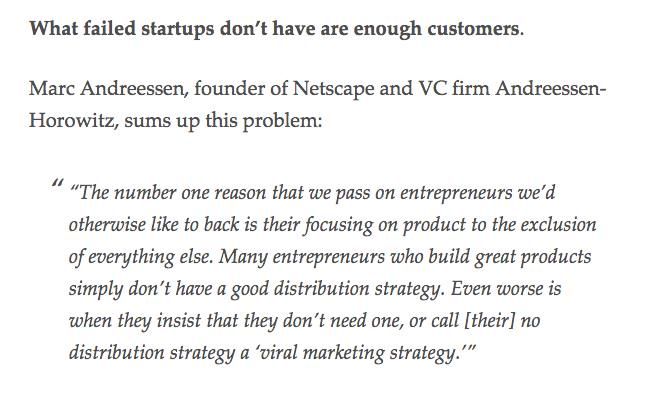 What failed startups don’t have are enough customers.
Marc Andreessen, founder of Netscape and VC firm Andreessen-
Horowitz, sums up this problem:
“ “The number one reason that we pass on entrepreneurs we’d
otherwise like to back is their focusing on product to the exclusion
of everything else. Many entrepreneurs who build great products
simply don’t have a good distribution strategy. Even worse is
when they insist that they don’t need one, or call [their] no
distribution strategy a ‘viral marketing strategy.’”